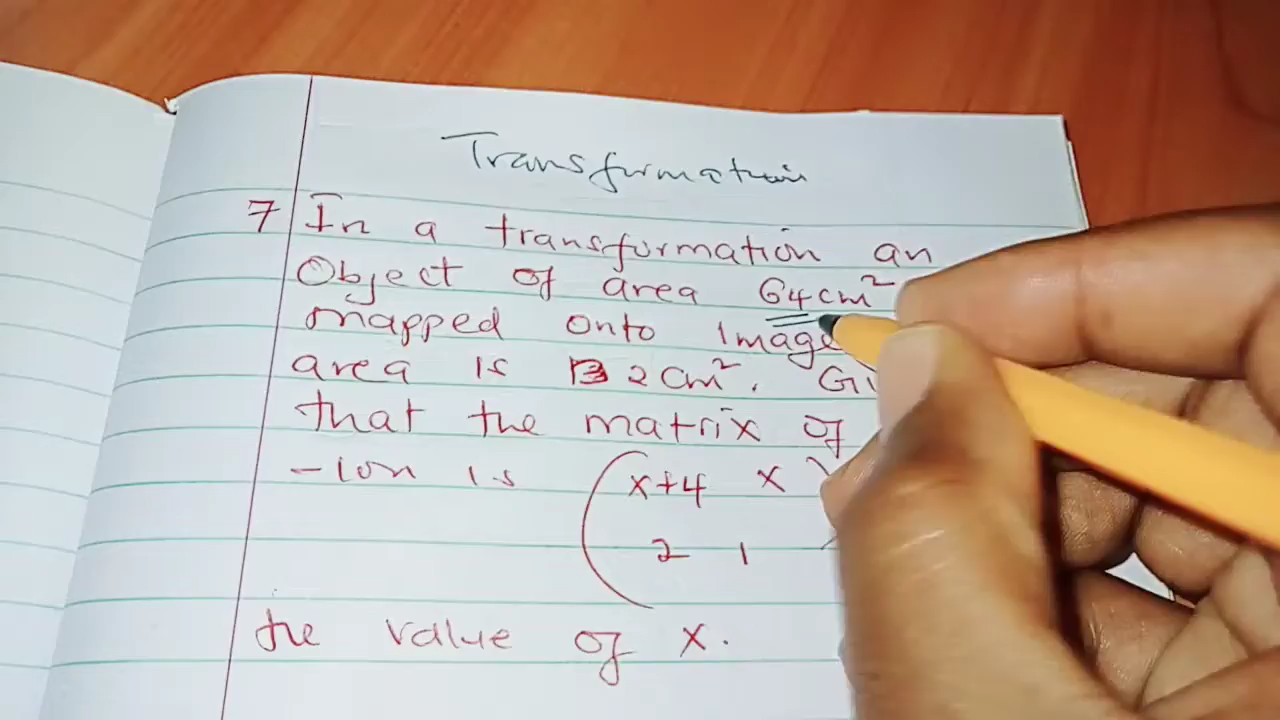 Transformation
7 In a transformation an
Object of area 64cm²
mapped onto image
area is 32cm². Gi
that the matrix of
-ion is (x+4 x
2 1
the value of x.